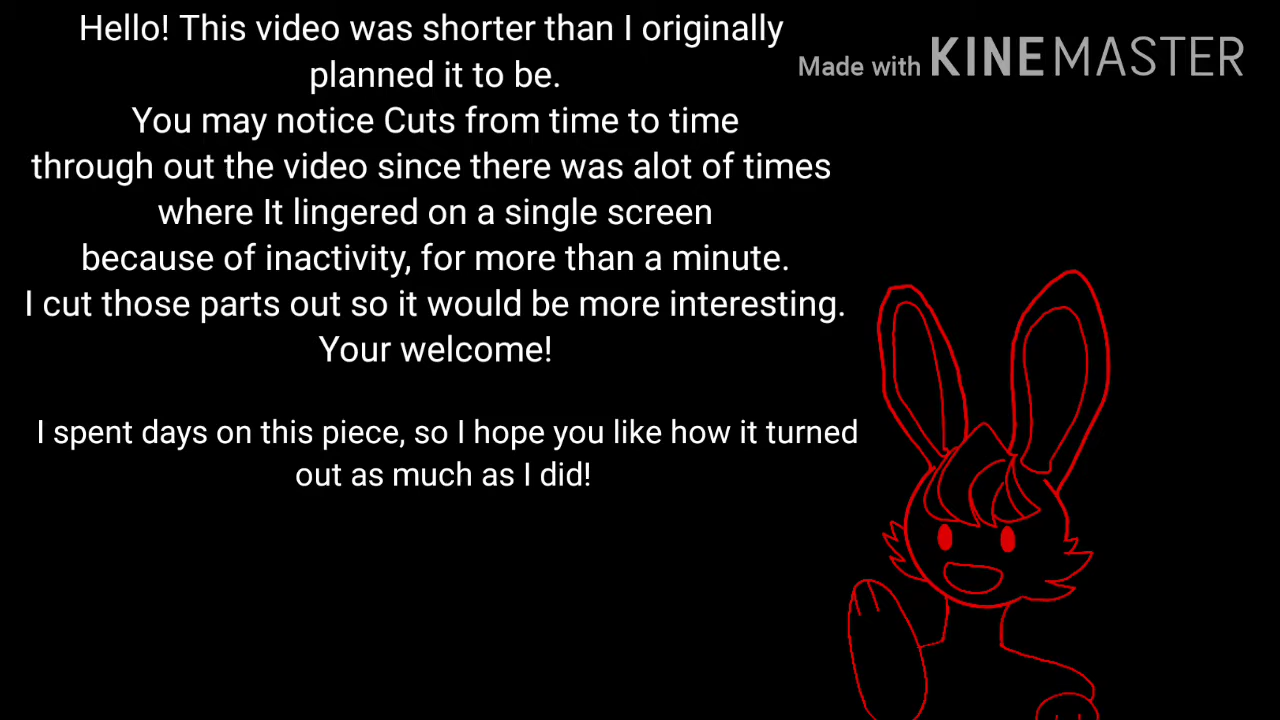 Hello! This video was shorter than I originally
planned it to be.
Made with KINEMASTER
You may notice Cuts from time to time
through out the video since there was alot of times
where It lingered on a single screen
because of inactivity, for more than a minute.
I cut those parts out so it would be more interesting.
Your welcome!
I spent days on this piece, so I hope you like how it turned
out as much as I did!